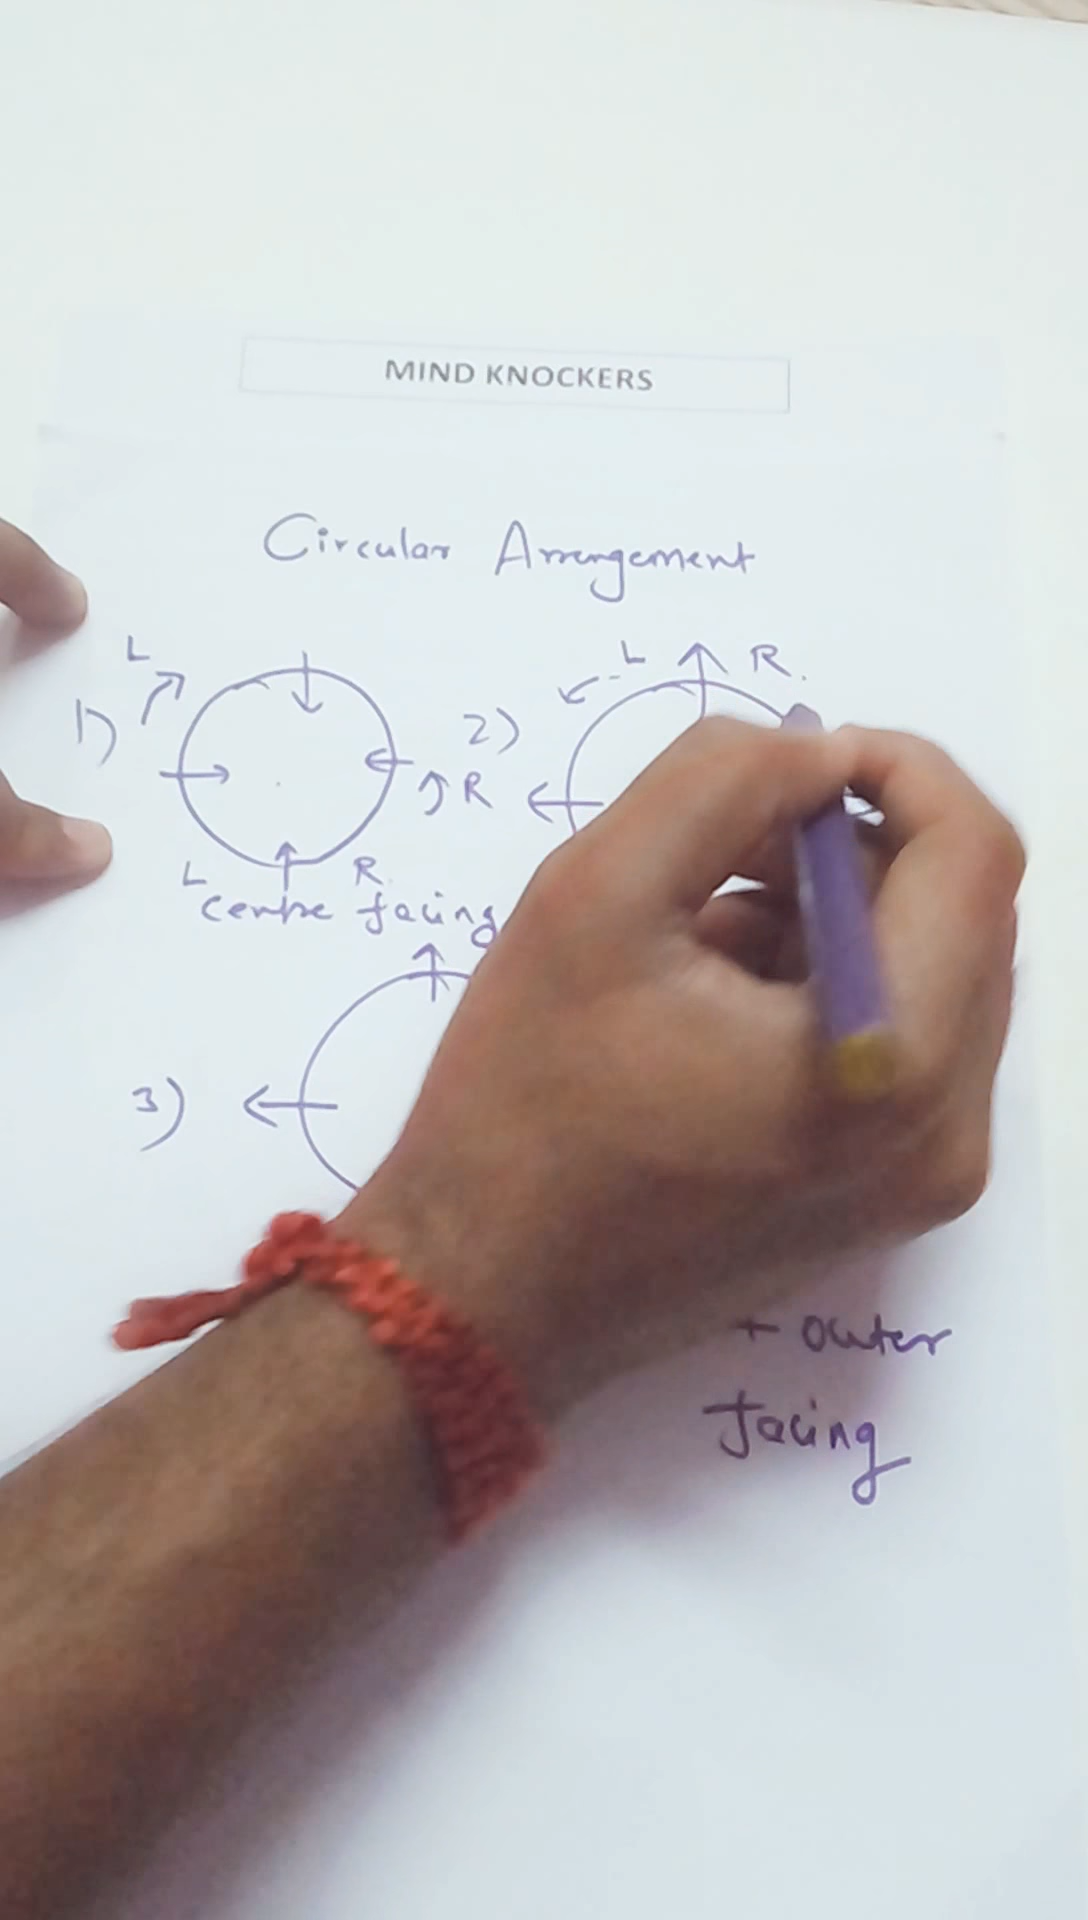 MIND KNOCKERS
Circular Arrangement
L
L R.
1)
2)
R
L R.
centre facing
3)
+ outer
facing